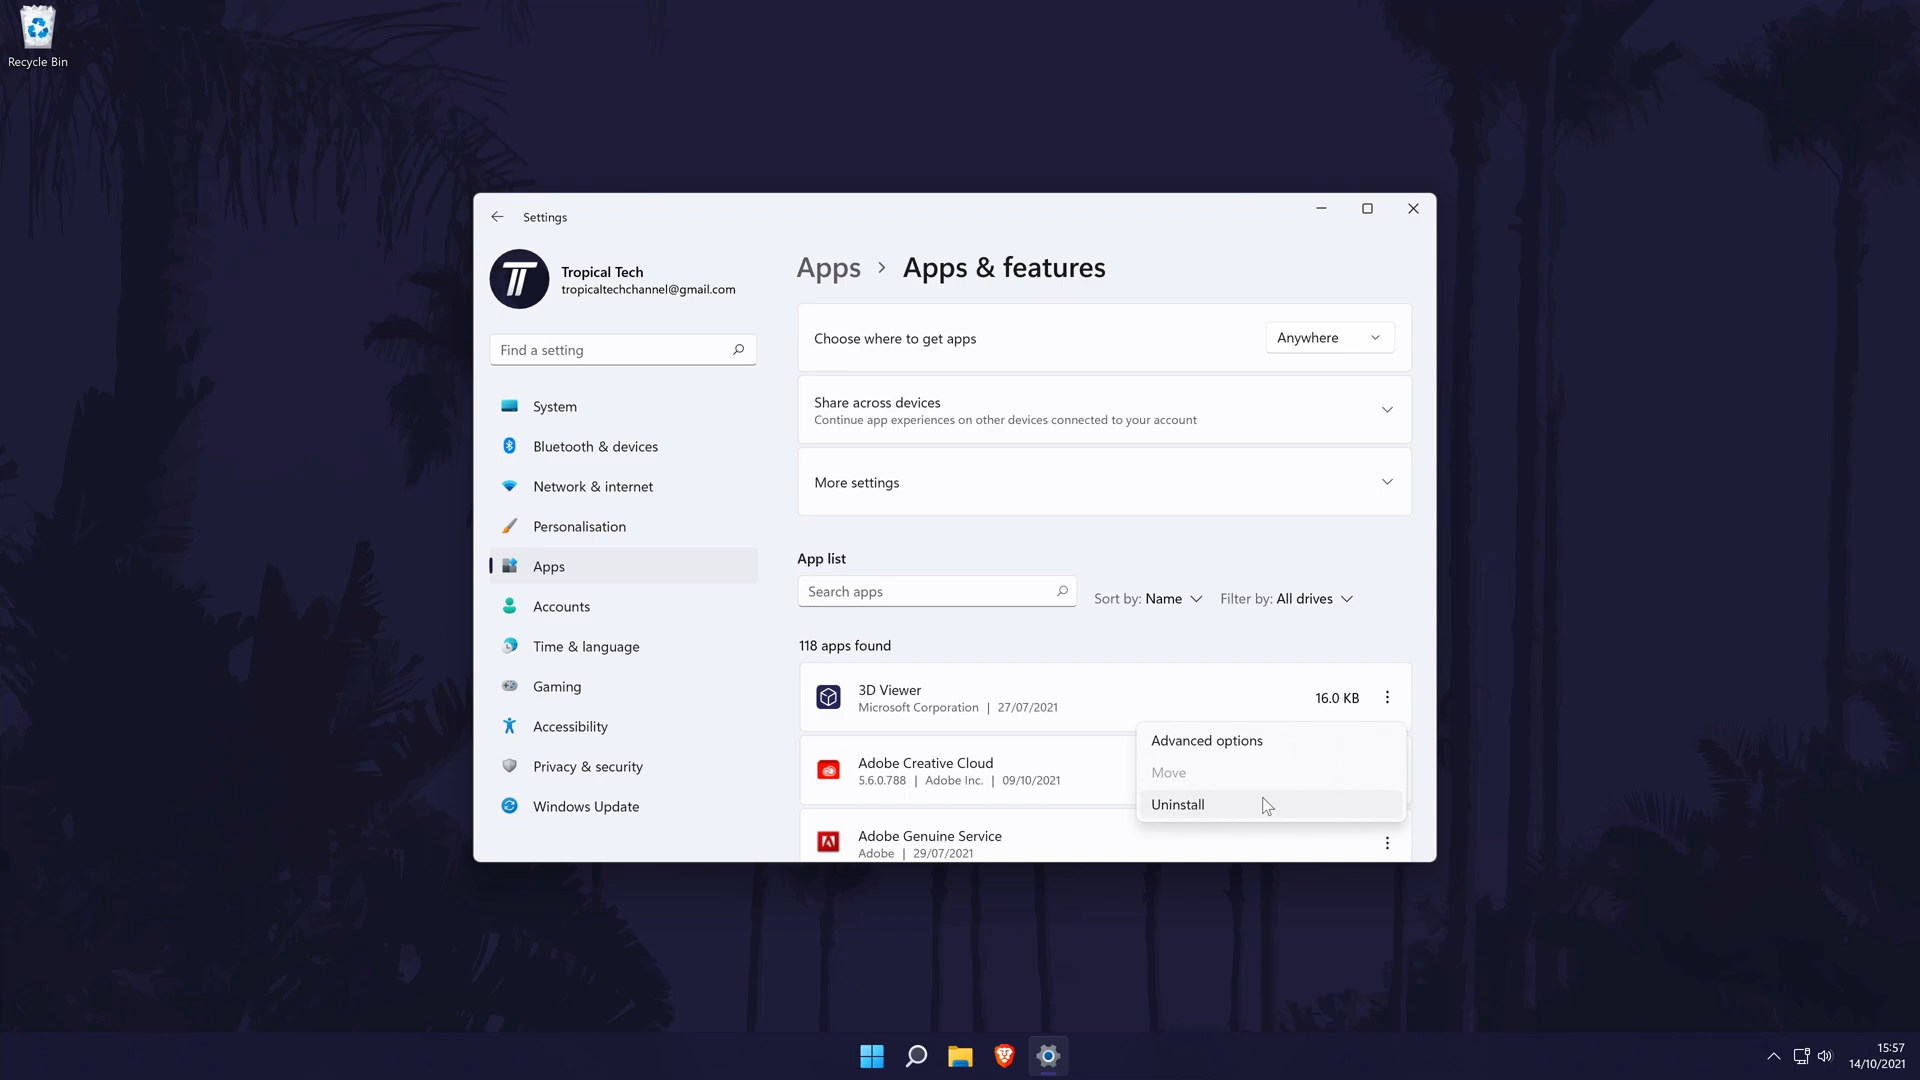 Recycle Bin
Settings
Tropical Tech
tropicaltechchannel@gmail.com
Find a setting
System
Bluetooth & devices
Network & internet
Personalisation
Apps
Accounts
Time & language
Gaming
Accessibility
Privacy & security
Windows Update
Apps > Apps & features
Choose where to get apps
Anywhere
Share across devices
Continue app experiences on other devices connected to your account
More settings
App list
Search apps
Sort by: Name
Filter by: All drives
118 apps found
3D Viewer
Microsoft Corporation | 27/07/2021
16.0 KB
Advanced options
Move
Uninstall
Adobe Creative Cloud
5.6.0.788 | Adobe Inc. | 09/10/2021
Adobe Genuine Service
Adobe | 29/07/2021
15:57
14/10/2021